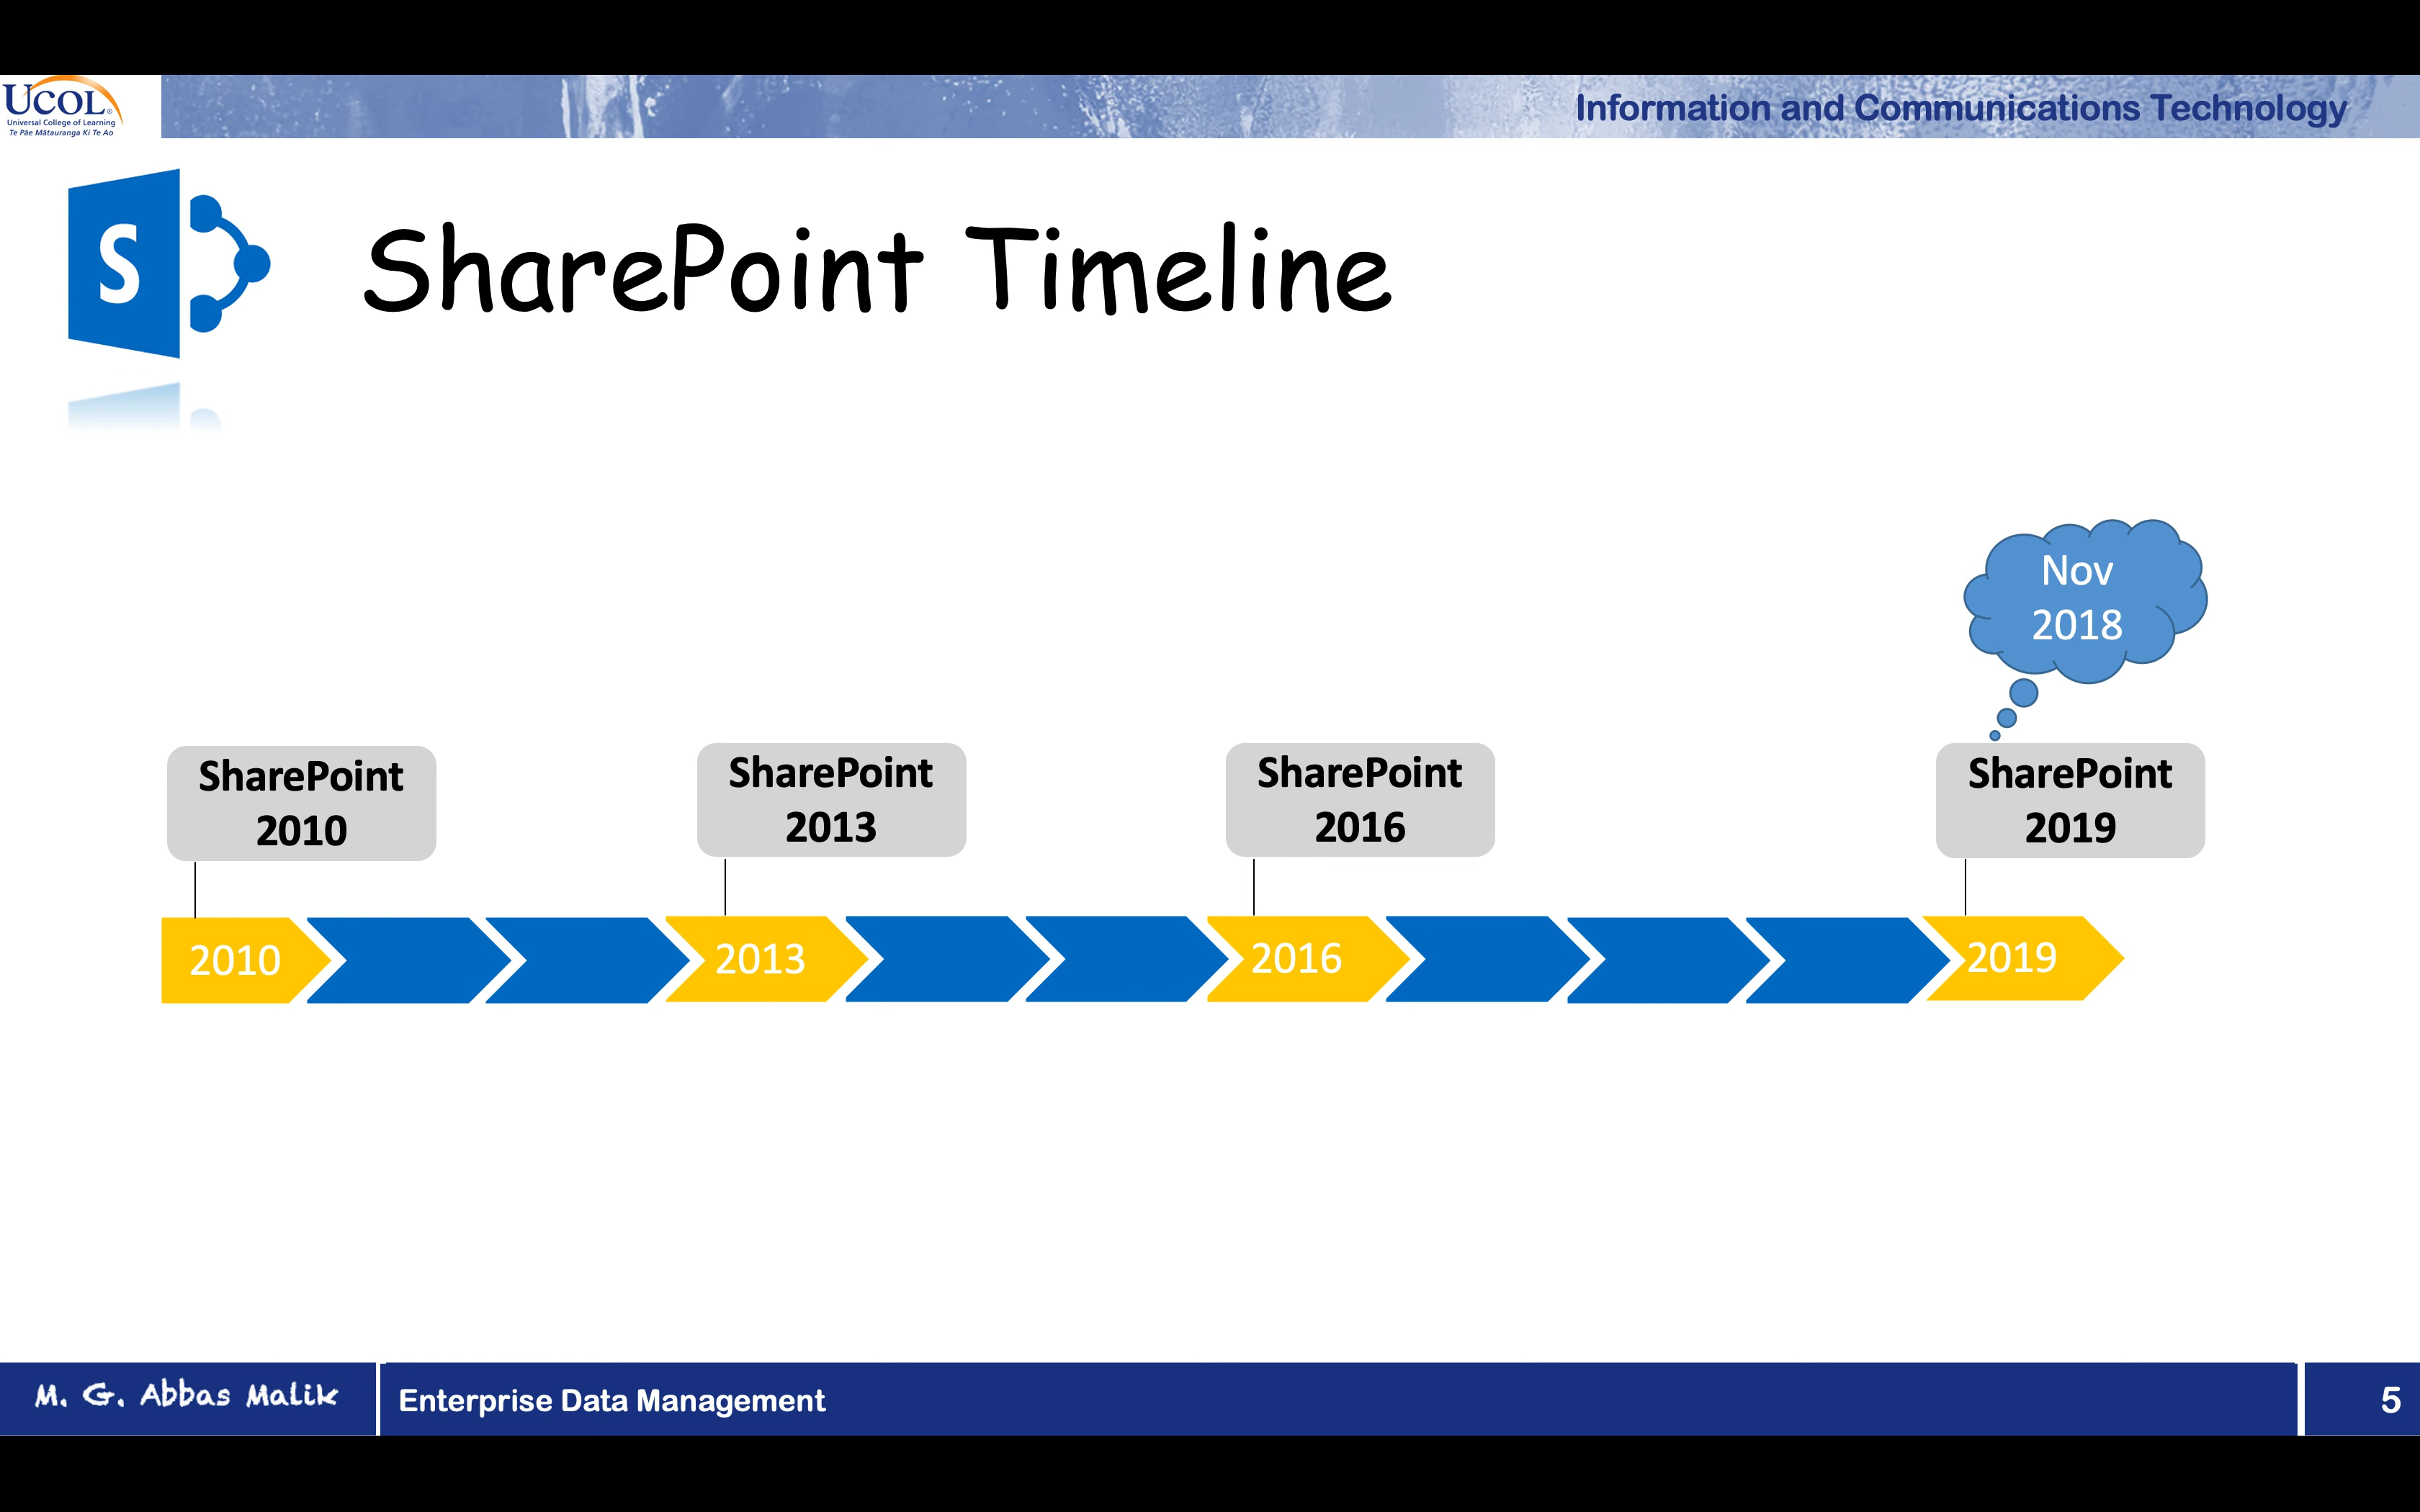 UCOL®
Universal College of Learning
Te Pae Mātauranga Ki Te Ao
Information and Communications Technology
S
SharePoint Timeline
Nov
2018
SharePoint
2010
SharePoint
2013
SharePoint
2016
SharePoint
2019
2010
2013
2016
2019
M. G. Abbas Malik
Enterprise Data Management
5